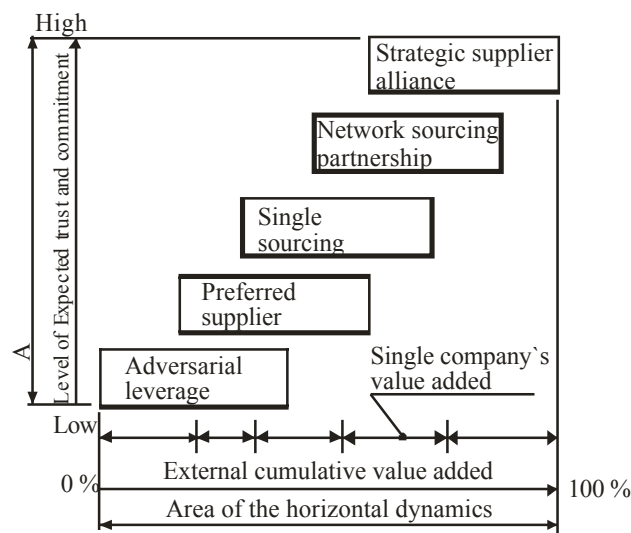 High
Strategic supplier
alliance
Network sourcing
partnership
Single
sourcing
Preferred
supplier
Adversarial
leverage
Single company`s
value added
Level of Expected trust and commitment
A
Low
0 %
External cumulative value added
100 %
Area of the horizontal dynamics